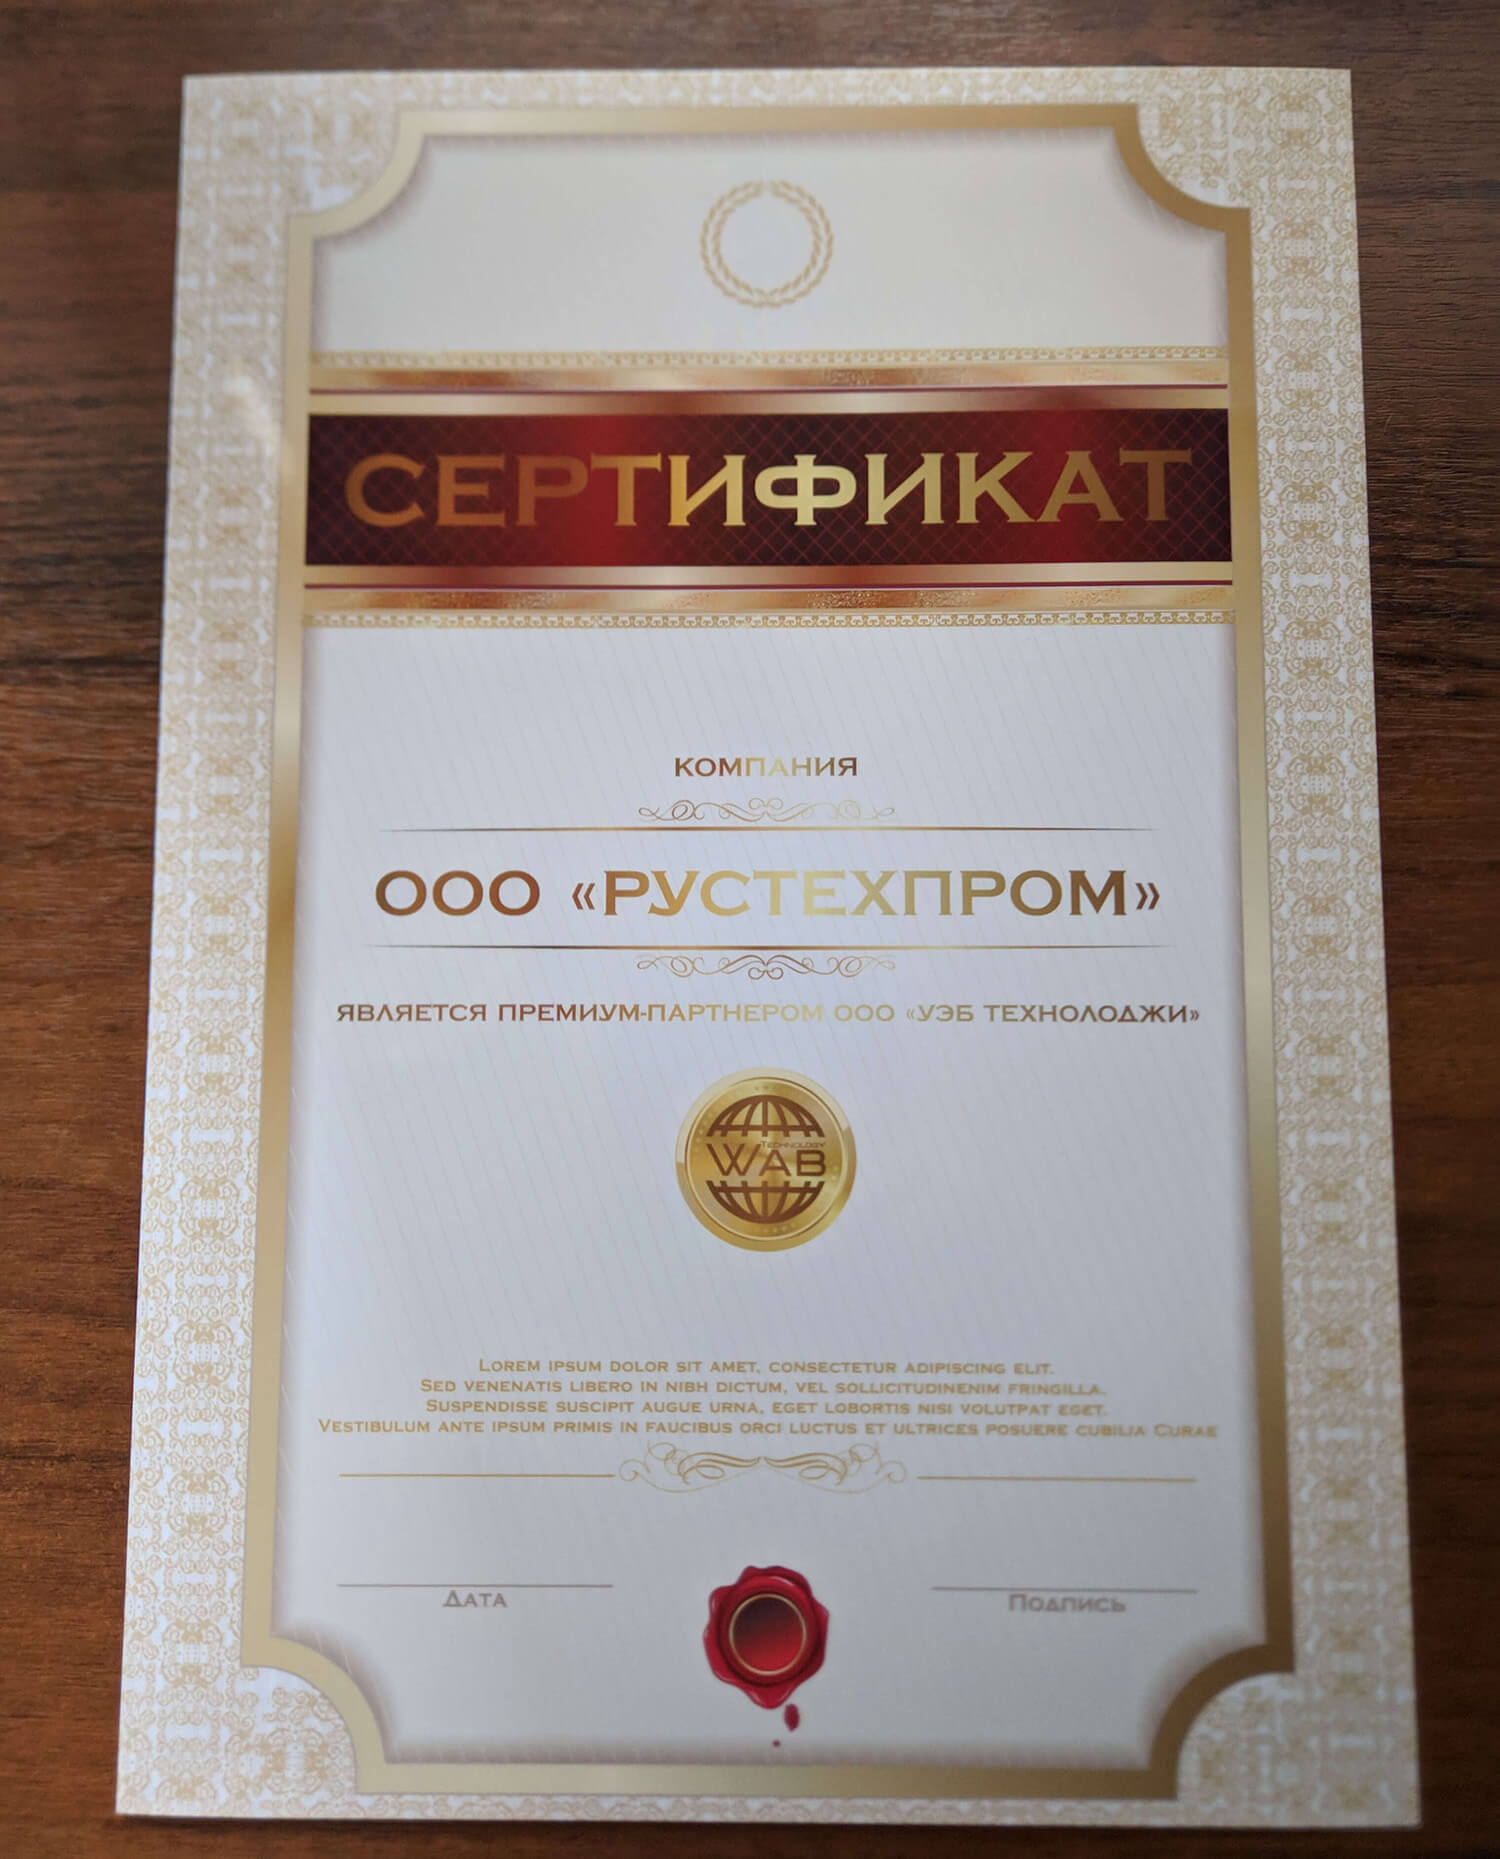 СЕРТИФИКАТ
КОМПАНИЯ
ООО «РУСТЕХПРОМ»
ЯВЛЯЕТСЯ ПРЕМИУМ-ПАРТНЕРОМ ООО «УЭБ ТЕХНОЛОДЖИ»
TECHNOLOGY
WAB
LOREM IPSUM DOLOR SIT AMET, CONSECTETUR ADIPISCING ELIT.
SED VENENATIS LIBERO IN NIBH DICTUM, VEL SOLLICITUDINENIM FRINGILLA.
SUSPENDISSE SUSCIPIT AUGUE URNA, EGET LOBORTIS NISI VOLUTPAT EGET.
VESTIBULUM ANTE IPSUM PRIMIS IN FAUCIBUS ORCI LUCTUS ET ULTRICES POSUERE CUBILIA CURAE
ДАТА
ПОДПИСЬ